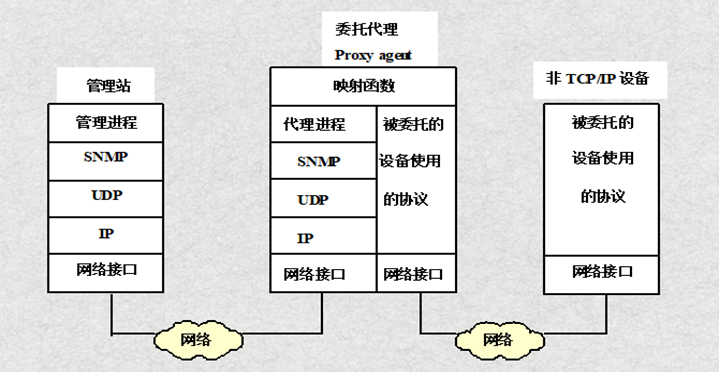 管理站
管理进程
SNMP
UDP
IP
网络接口
委托代理
Proxy agent
映射函数
代理进程
SNMP
UDP
IP
网络接口
被委托的
设备使用
的协议
网络接口
非 TCP/IP 设备
被委托的
设备使用
的协议
网络接口
网络
网络